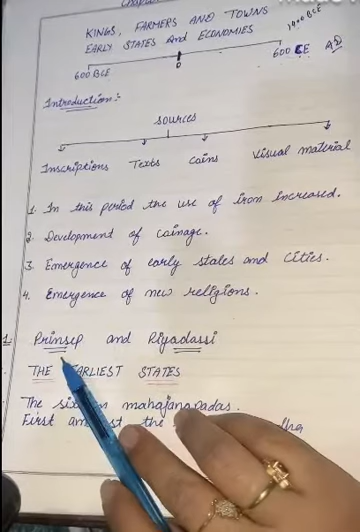 KINGS, FARMERS AND TOWNS
EARLY STATES and ECONOMIES
1900 BCE
600 BCE
0
600 CE AD
Introduction:-
sources
Inscriptions Texts Coins Visual material
1. In this period the use of iron increased.
2. Development of coinage.
3. Emergence of early states and cities.
4. Emergence of new religions.
1. Prinsep and Piyadassi
THE EARLIEST STATES
The sixteen mahajanapadas.
First amongst the